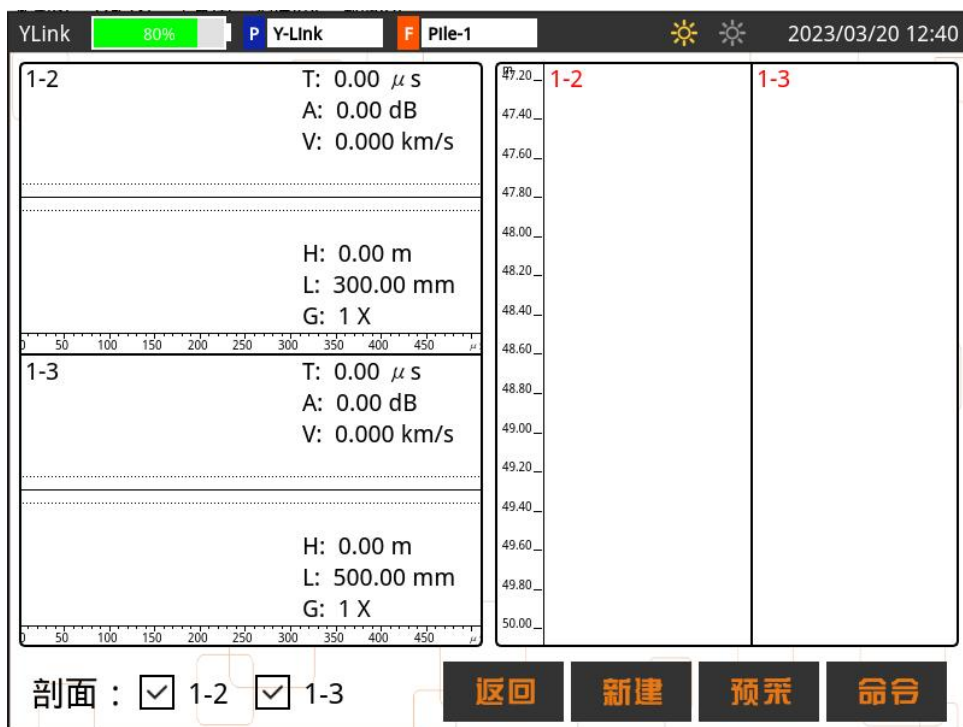 YLink 80% P Y-LInk F PIle-1 2023/03/20 12:40
1-2 T: 0.00 μs
A: 0.00 dB
V: 0.000 km/s
H: 0.00 m
L: 300.00 mm
G: 1 X
0 50 100 150 200 250 300 350 400 450 μ
1-3 T: 0.00 μs
A: 0.00 dB
V: 0.000 km/s
H: 0.00 m
L: 500.00 mm
G: 1 X
0 50 100 150 200 250 300 350 400 450 μ
m
47.20 1-2 1-3
47.40
47.60
47.80
48.00
48.20
48.40
48.60
48.80
49.00
49.20
49.40
49.60
49.80
50.00
剖面： 1-2 1-3 返回 新建 预采 命令